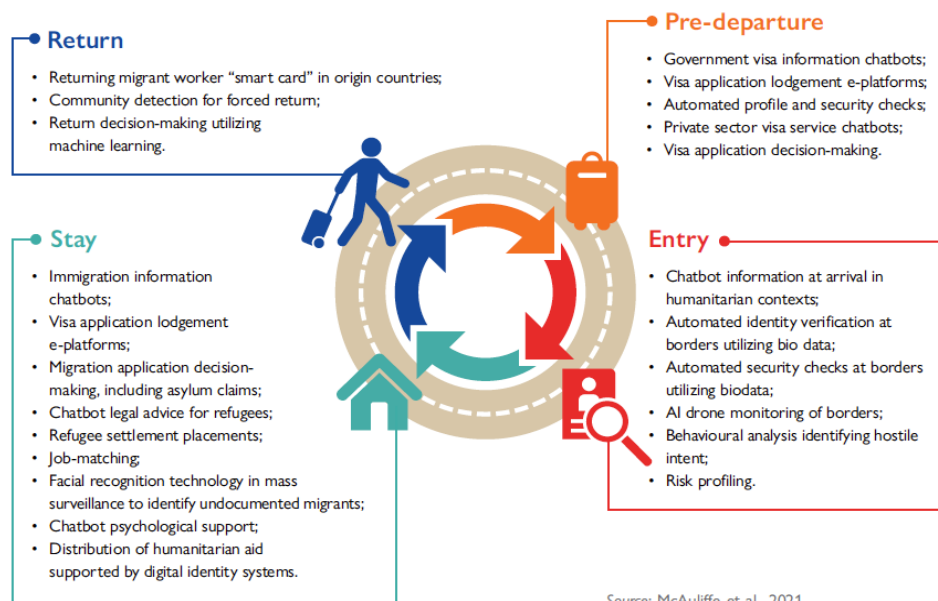 Return
• Returning migrant worker “smart card” in origin countries;
• Community detection for forced return;
• Return decision-making utilizing
machine learning.
Pre-departure
• Government visa information chatbots;
• Visa application lodgement e-platforms;
• Automated profile and security checks;
• Private sector visa service chatbots;
• Visa application decision-making.
Stay
• Immigration information
chatbots;
• Visa application lodgement
e-platforms;
• Migration application decision-
making, including asylum claims;
• Chatbot legal advice for refugees;
• Refugee settlement placements;
• Job-matching;
• Facial recognition technology in mass
surveillance to identify undocumented migrants;
• Chatbot psychological support;
• Distribution of humanitarian aid
supported by digital identity systems.
Entry
• Chatbot information at arrival in
humanitarian contexts;
• Automated identity verification at
borders utilizing bio data;
• Automated security checks at borders
utilizing biodata;
• AI drone monitoring of borders;
• Behavioural analysis identifying hostile
intent;
• Risk profiling.
Source: McAuliffe et al., 2021